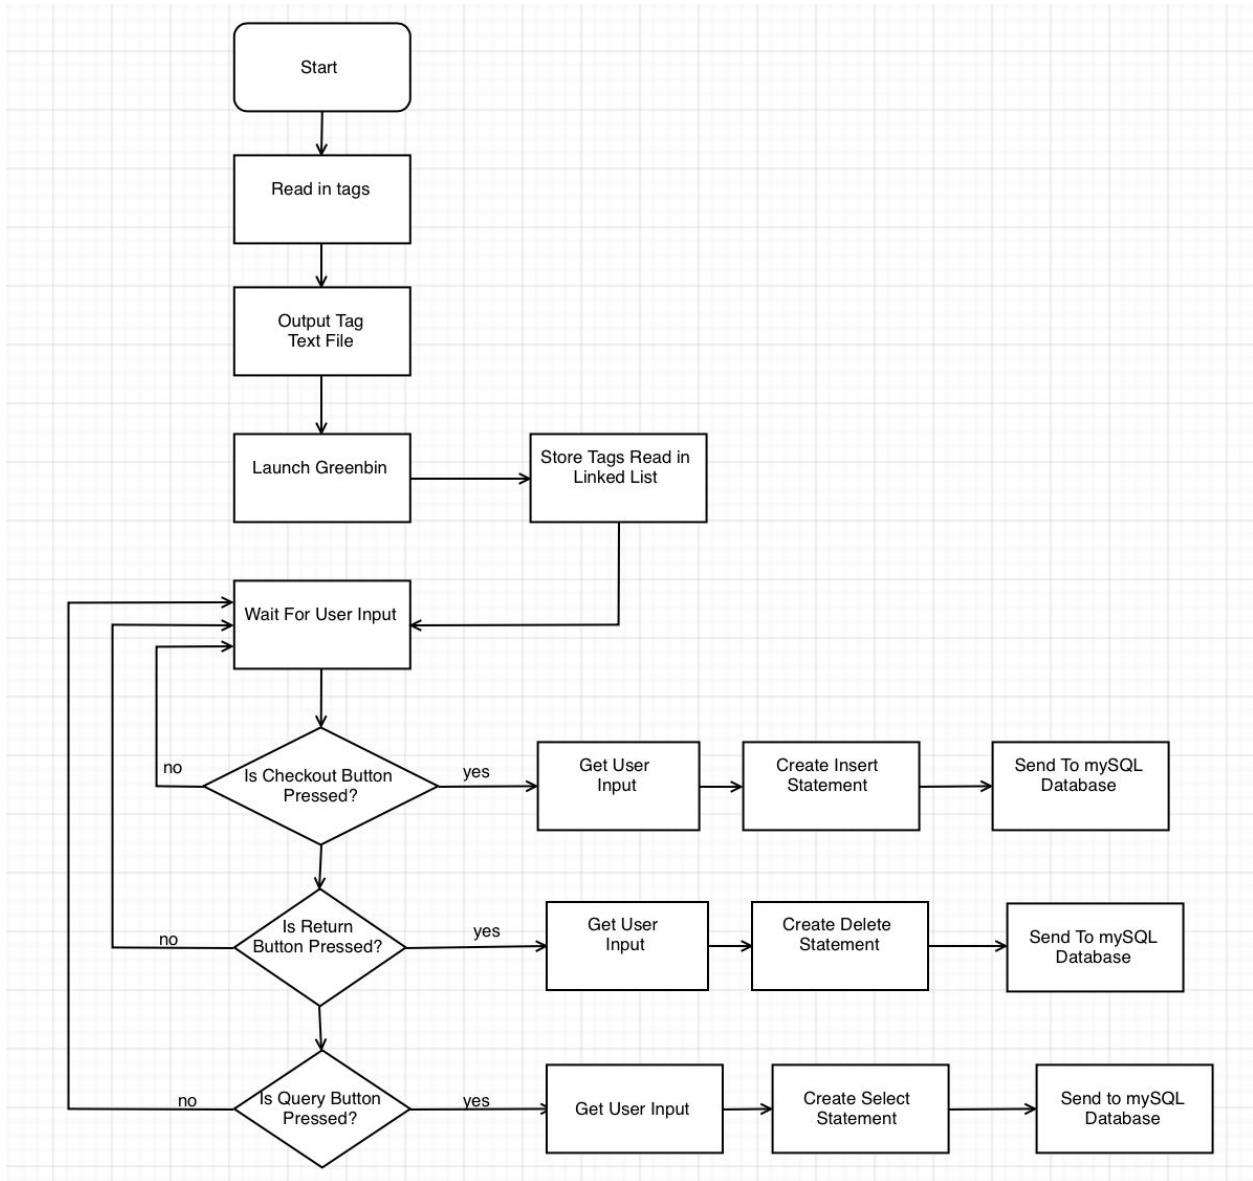 Start
Read in tags
Output Tag
Text File
Launch Greenbin
Store Tags Read in
Linked List
Wait For User Input
no
Is Checkout Button
Pressed?
yes
Get User
Input
Create Insert
Statement
Send To mySQL
Database
no
Is Return
Button Pressed?
yes
Get User
Input
Create Delete
Statement
Send To mySQL
Database
no
Is Query Button
Pressed?
yes
Get User Input
Create Select
Statement
Send to mySQL
Database